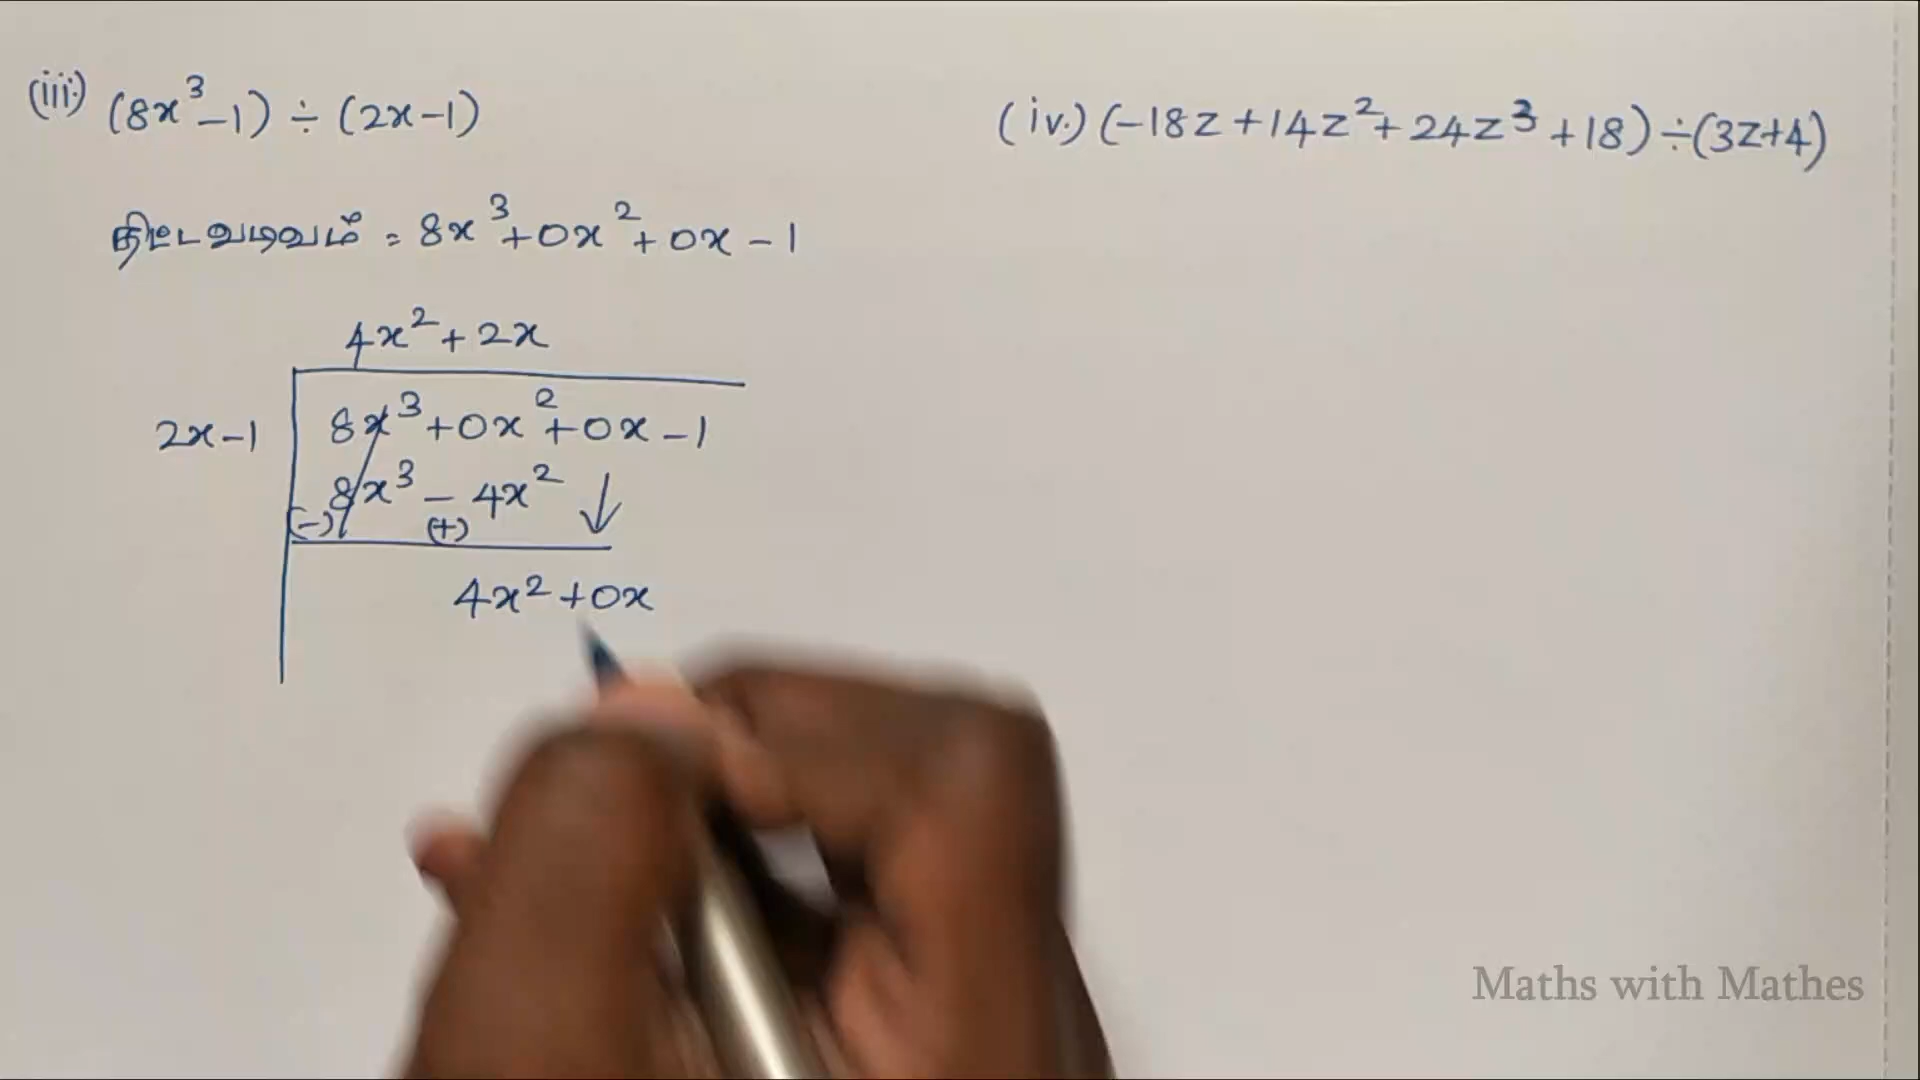 (iii) (8x³-1) ÷ (2x-1)
திட்டவடிவம் = 8x³+0x²+0x-1
4x²+2x
2x-1 8x³+0x²+0x-1
8x³-4x² ↓
(-) (+)
4x²+0x
(iv.) (-18z+14z²+24z³+18)÷(3z+4)
Maths with Mathes